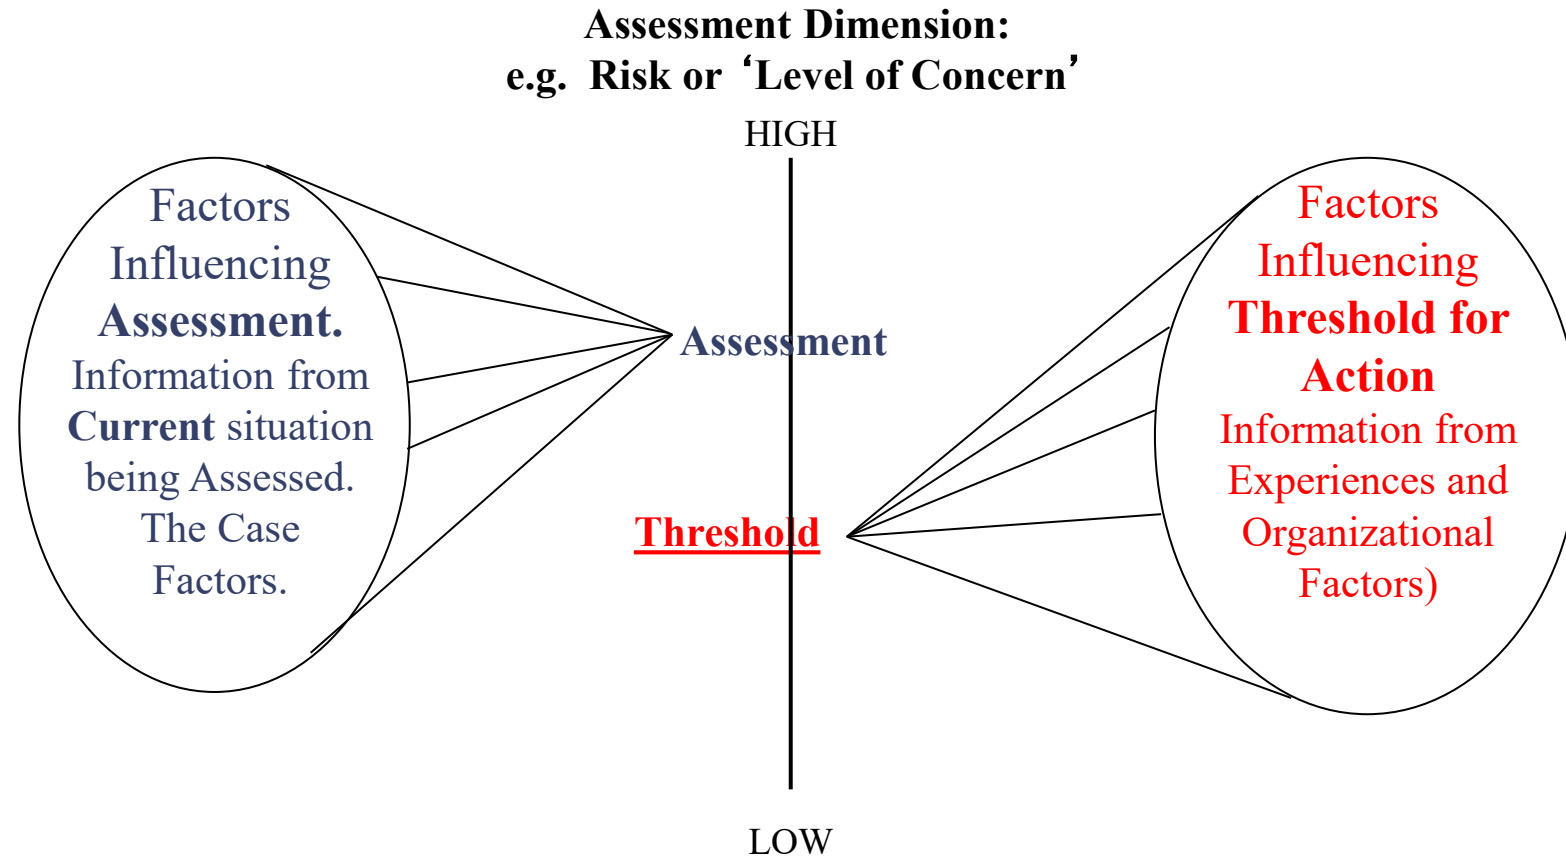 Assessment Dimension:
e.g. Risk or ‘Level of Concern’
HIGH
Factors
Influencing
Assessment.
Information from
Current situation
being Assessed.
The Case
Factors.
Assessment
Threshold
Factors
Influencing
Threshold for
Action
Information from
Experiences and
Organizational
Factors)
LOW